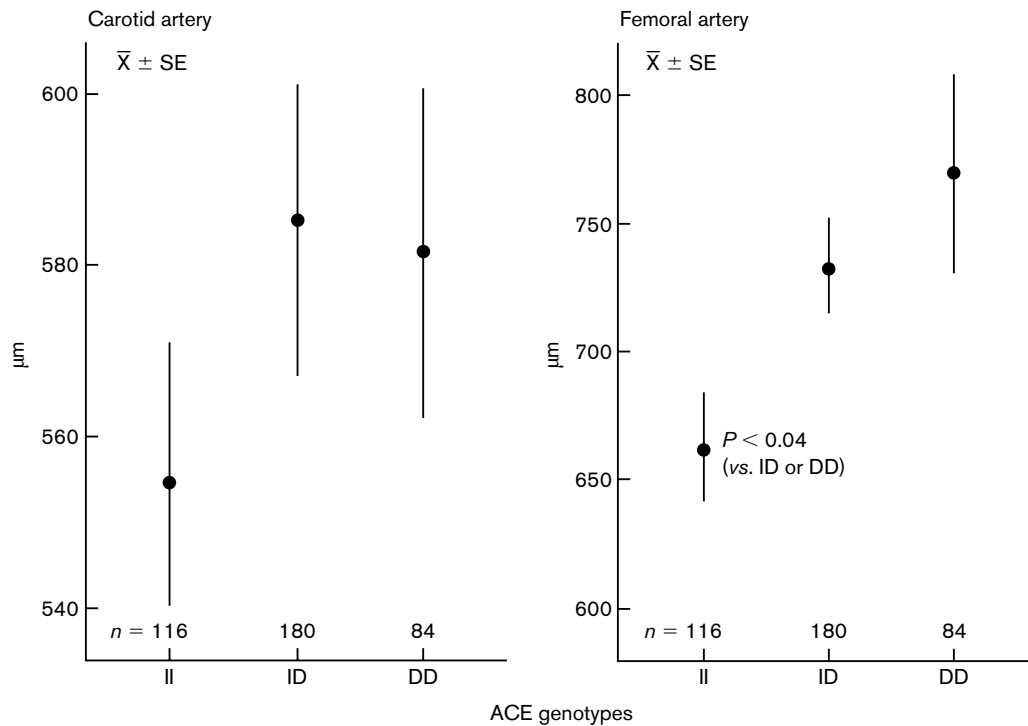 Carotid artery
X̅ ± SE
600
580
560
540
µm
n = 116 180 84
II ID DD
Femoral artery
X̅ ± SE
800
750
700
650
600
µm
P < 0.04
(vs. ID or DD)
n = 116 180 84
II ID DD
ACE genotypes